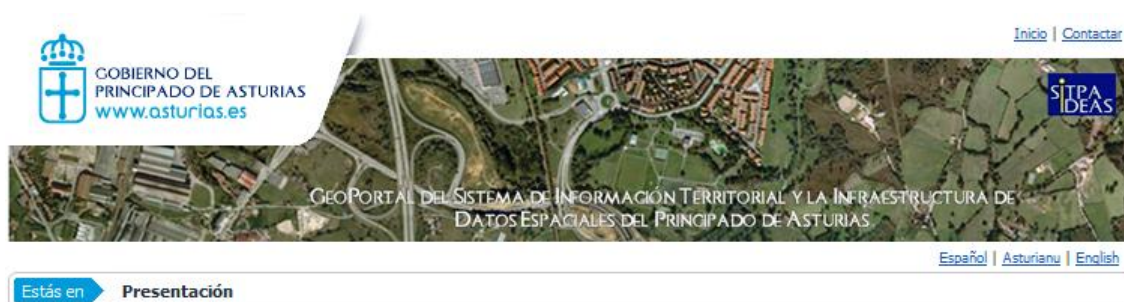 Inicio | Contactar
GOBIERNO DEL
PRINCIPADO DE ASTURIAS
www.asturias.es
SITPA
IDEAS
GEOPORTAL DEL SISTEMA DE INFORMACIÓN TERRITORIAL Y LA INFRAESTRUCTURA DE
DATOS ESPACIALES DEL PRINCIPADO DE ASTURIAS
Español | Asturianu | English
Estás en Presentación